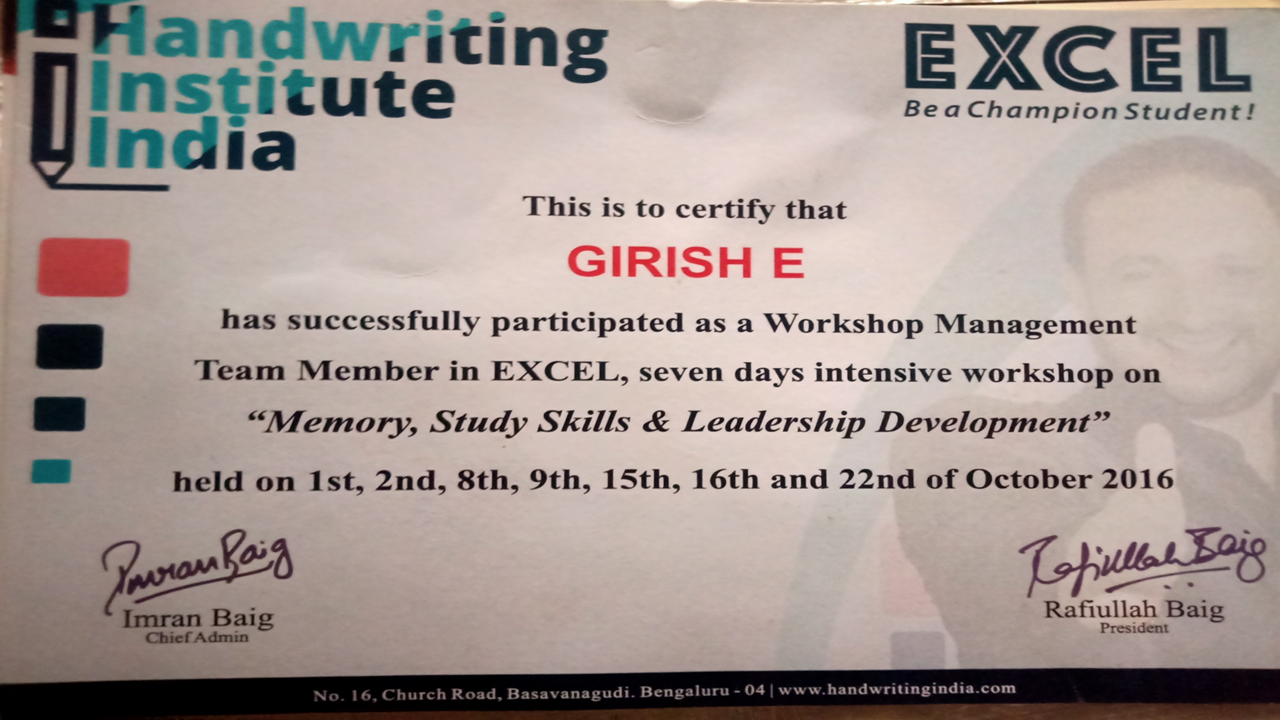 Handwriting
Institute
India
EXCEL
Be a Champion Student!
This is to certify that
GIRISH E
has successfully participated as a Workshop Management
Team Member in EXCEL, seven days intensive workshop on
“Memory, Study Skills & Leadership Development”
held on 1st, 2nd, 8th, 9th, 15th, 16th and 22nd of October 2016
Imran Baig
Rafiullah Baig
Imran Baig
Chief Admin
Rafiullah Baig
President
No. 16, Church Road, Basavanagudi. Bengaluru - 04 | www.handwritingindia.com